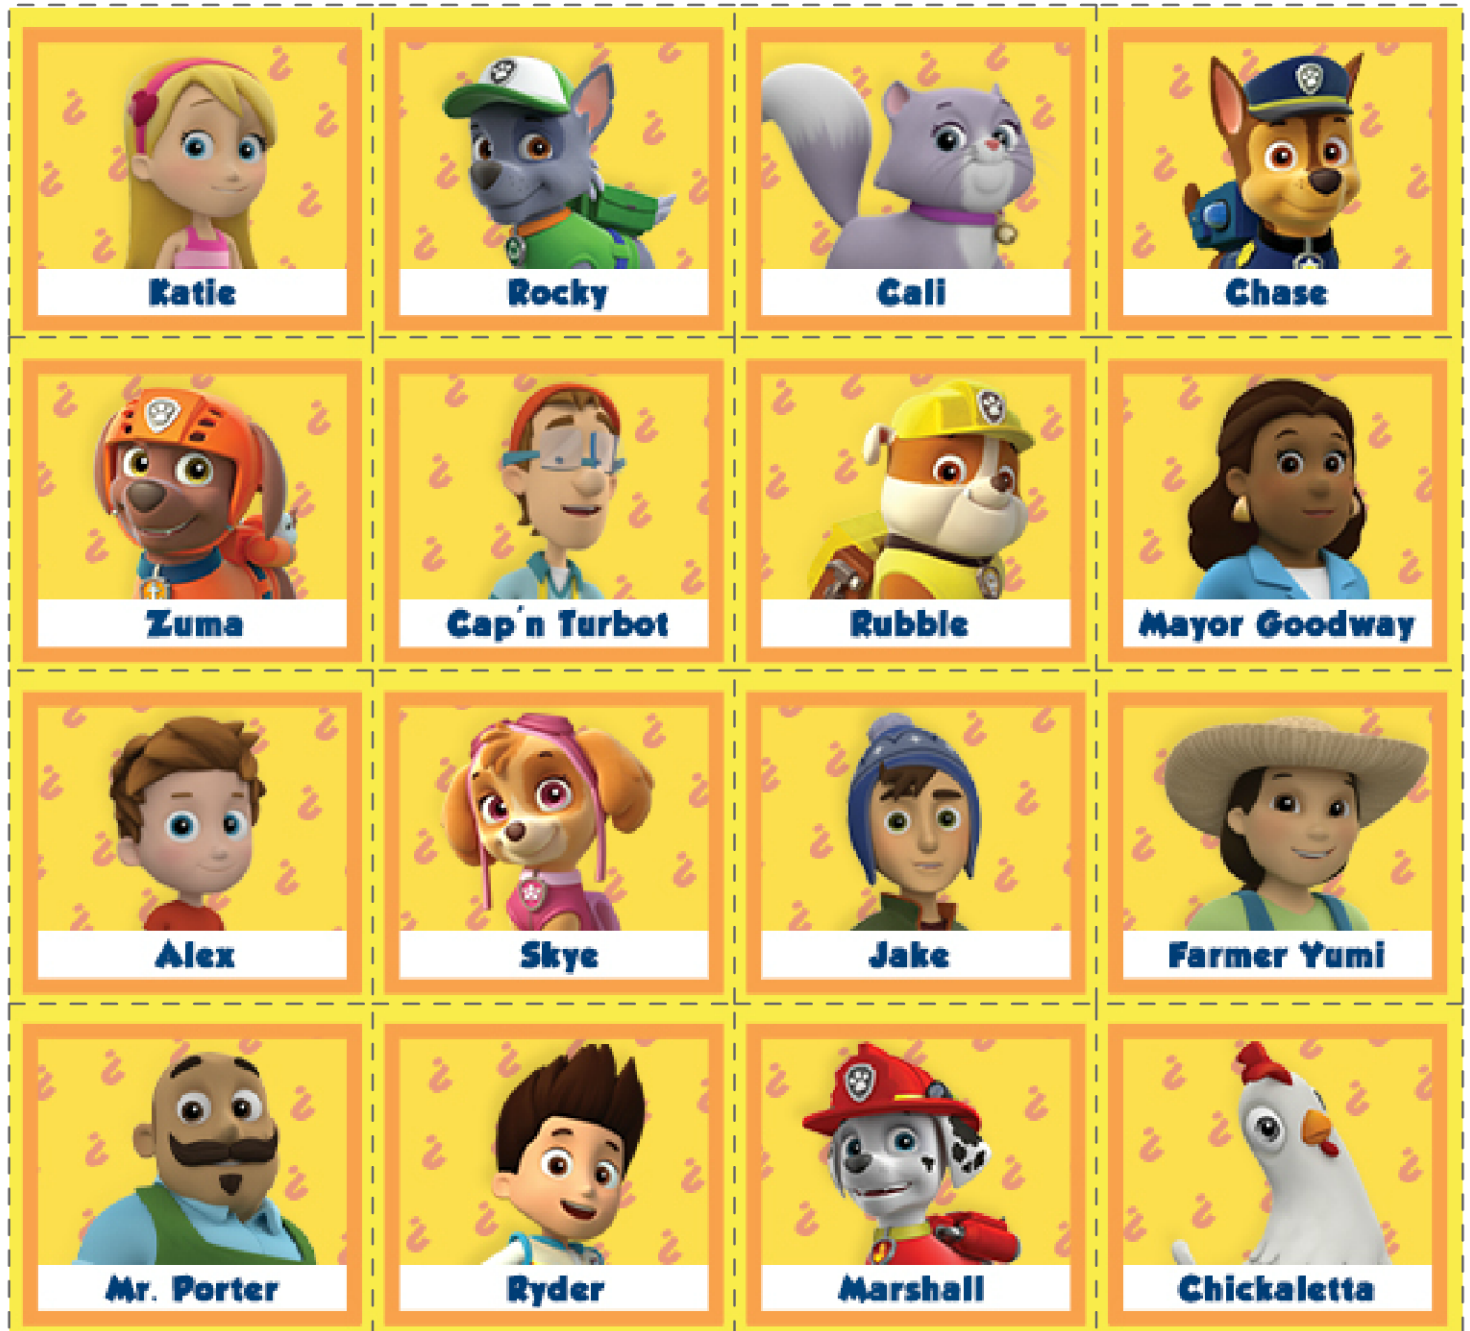 Katie
Rocky
Cali
Chase
Zuma
Cap'n Turbot
Rubble
Mayor Goodway
Alex
Skye
Jake
Farmer Yumi
Mr. Porter
Ryder
Marshall
Chickaletta